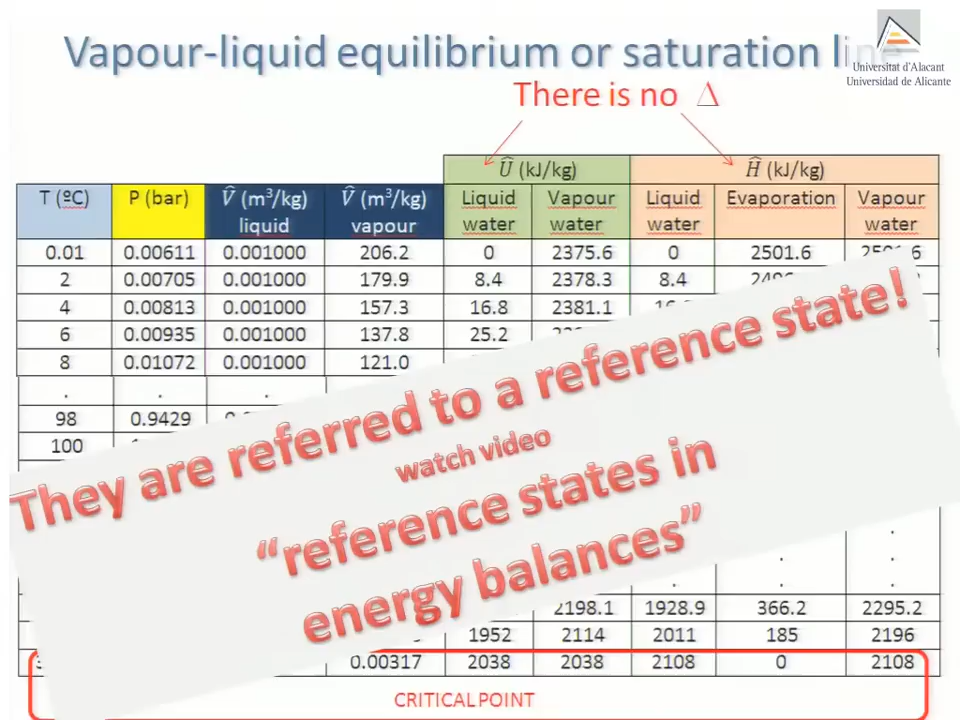 Vapour-liquid equilibrium or saturation
Universitat d'Alacant
Universidad de Alicante
There is no Δ
Û (kJ/kg) Ĥ (kJ/kg)
T (ºC) P (bar) V̂ (m³/kg) liquid V̂ (m³/kg) vapour Liquid water Vapour water Liquid water Evaporation Vapour water
0.01 0.00611 0.001000 206.2 0 2375.6 0 2501.6
2 0.00705 0.001000 179.9 8.4 2378.3 8.4
4 0.00813 0.001000 157.3 16.8 2381.1
6 0.00935 0.001000 137.8 25.2
8 0.01072 0.001000 121.0
. . .
98 0.9429
100
They are referred to a reference state!
watch video
“reference states in
energy balances”
.
.
. . .
2198.1 1928.9 366.2 2295.2
1952 2114 2011 185 2196
0.00317 2038 2038 2108 0 2108
CRITICAL POINT